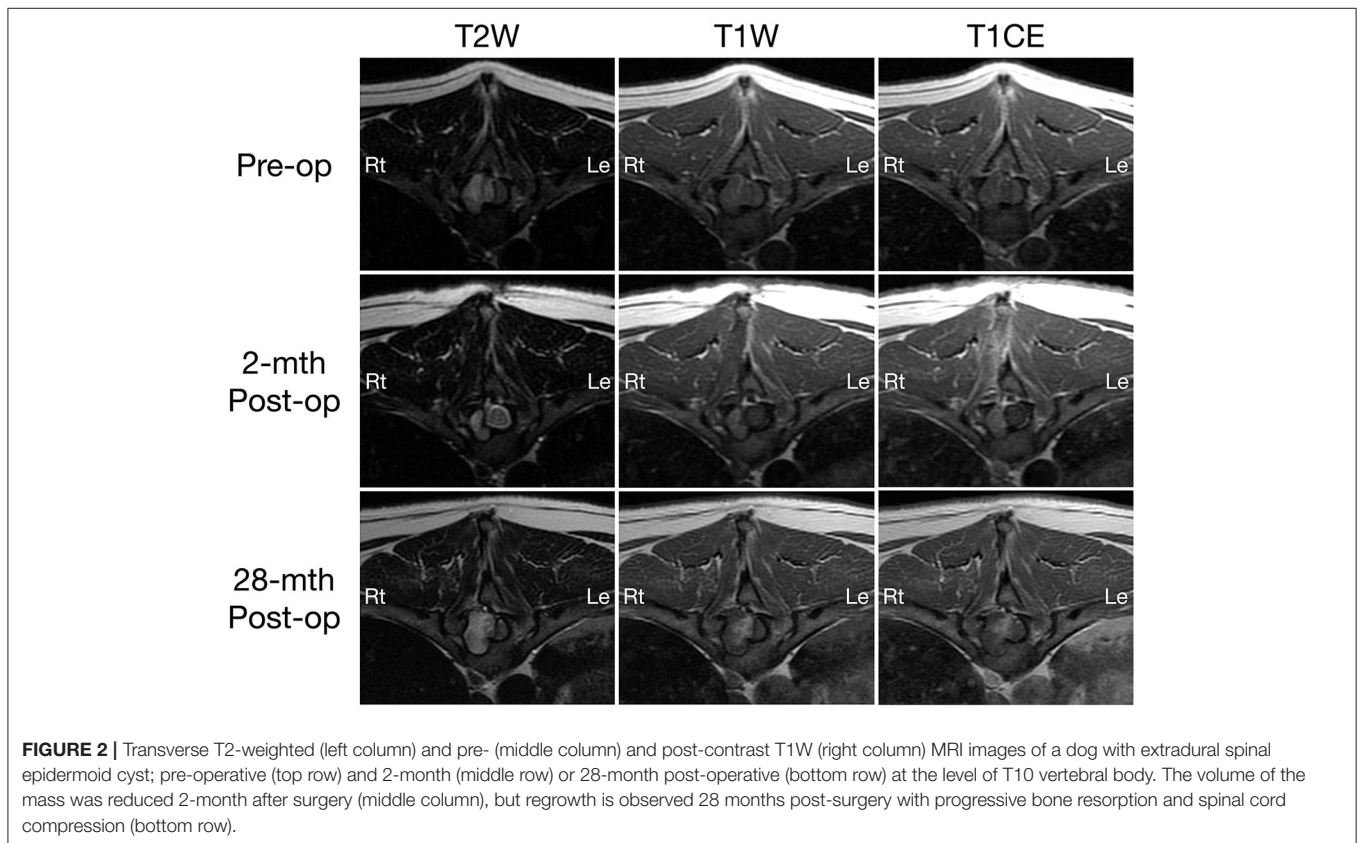 T2W T1W T1CE
Pre-op
Rt Le Rt Le Rt Le
2-mth
Post-op
Rt Le Rt Le Rt Le
28-mth
Post-op
Rt Le Rt Le Rt Le
FIGURE 2 | Transverse T2-weighted (left column) and pre- (middle column) and post-contrast T1W (right column) MRI images of a dog with extradural spinal
epidermoid cyst; pre-operative (top row) and 2-month (middle row) or 28-month post-operative (bottom row) at the level of T10 vertebral body. The volume of the
mass was reduced 2-month after surgery (middle column), but regrowth is observed 28 months post-surgery with progressive bone resorption and spinal cord
compression (bottom row).